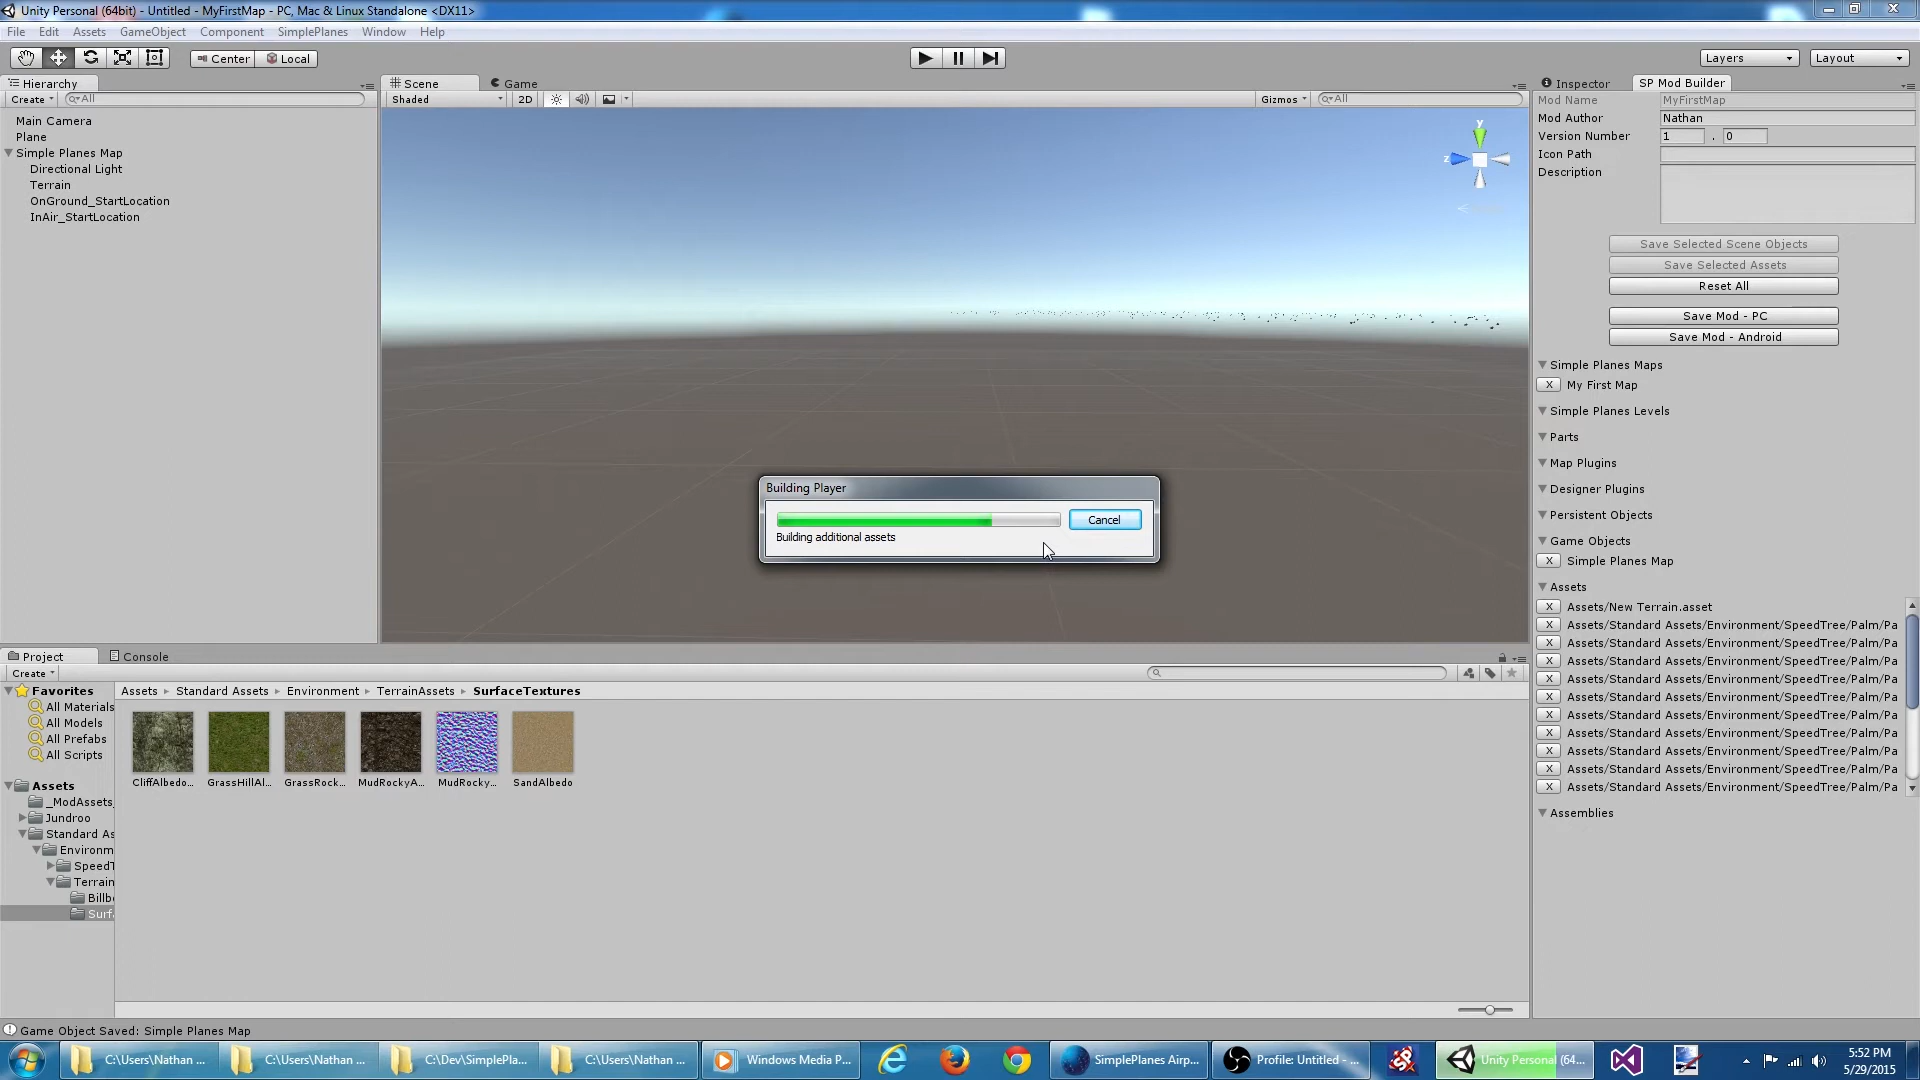 Unity Personal (64bit) - Untitled - MyFirstMap - PC, Mac & Linux Standalone <DX11>
File Edit Assets GameObject Component SimplePlanes Window Help
Center Local Layers Layout
Hierarchy
Create All
Main Camera
Plane
Simple Planes Map
Directional Light
Terrain
OnGround_StartLocation
InAir_StartLocation
Scene Game
Shaded 2D Gizmos All
y
z
Building Player
Cancel
Building additional assets
Inspector SP Mod Builder
Mod Name MyFirstMap
Mod Author Nathan
Version Number 1 . 0
Icon Path
Description
Save Selected Scene Objects
Save Selected Assets
Reset All
Save Mod - PC
Save Mod - Android
Simple Planes Maps
X My First Map
Simple Planes Levels
Parts
Map Plugins
Designer Plugins
Persistent Objects
Game Objects
X Simple Planes Map
Assets
X Assets/New Terrain.asset
X Assets/Standard Assets/Environment/SpeedTree/Palm/Pa
X Assets/Standard Assets/Environment/SpeedTree/Palm/Pa
X Assets/Standard Assets/Environment/SpeedTree/Palm/Pa
X Assets/Standard Assets/Environment/SpeedTree/Palm/Pa
X Assets/Standard Assets/Environment/SpeedTree/Palm/Pa
X Assets/Standard Assets/Environment/SpeedTree/Palm/Pa
X Assets/Standard Assets/Environment/SpeedTree/Palm/Pa
X Assets/Standard Assets/Environment/SpeedTree/Palm/Pa
X Assets/Standard Assets/Environment/SpeedTree/Palm/Pa
X Assets/Standard Assets/Environment/SpeedTree/Palm/Pa
Assemblies
Project Console
Create
Favorites
All Materials
All Models
All Prefabs
All Scripts
Assets
_ModAssets_
Jundroo
Standard As
Environm
SpeedT
Terrain
Billbo
Surfa
Assets Standard Assets Environment TerrainAssets SurfaceTextures
CliffAlbedo... GrassHillAl... GrassRock... MudRockyA... MudRocky... SandAlbedo
Game Object Saved: Simple Planes Map
C:\Users\Nathan ... C:\Users\Nathan ... C:\Dev\SimplePla... C:\Users\Nathan ... Windows Media P... SimplePlanes Airp... Profile: Untitled - ... Unity Personal (64...
5:52 PM
5/29/2015